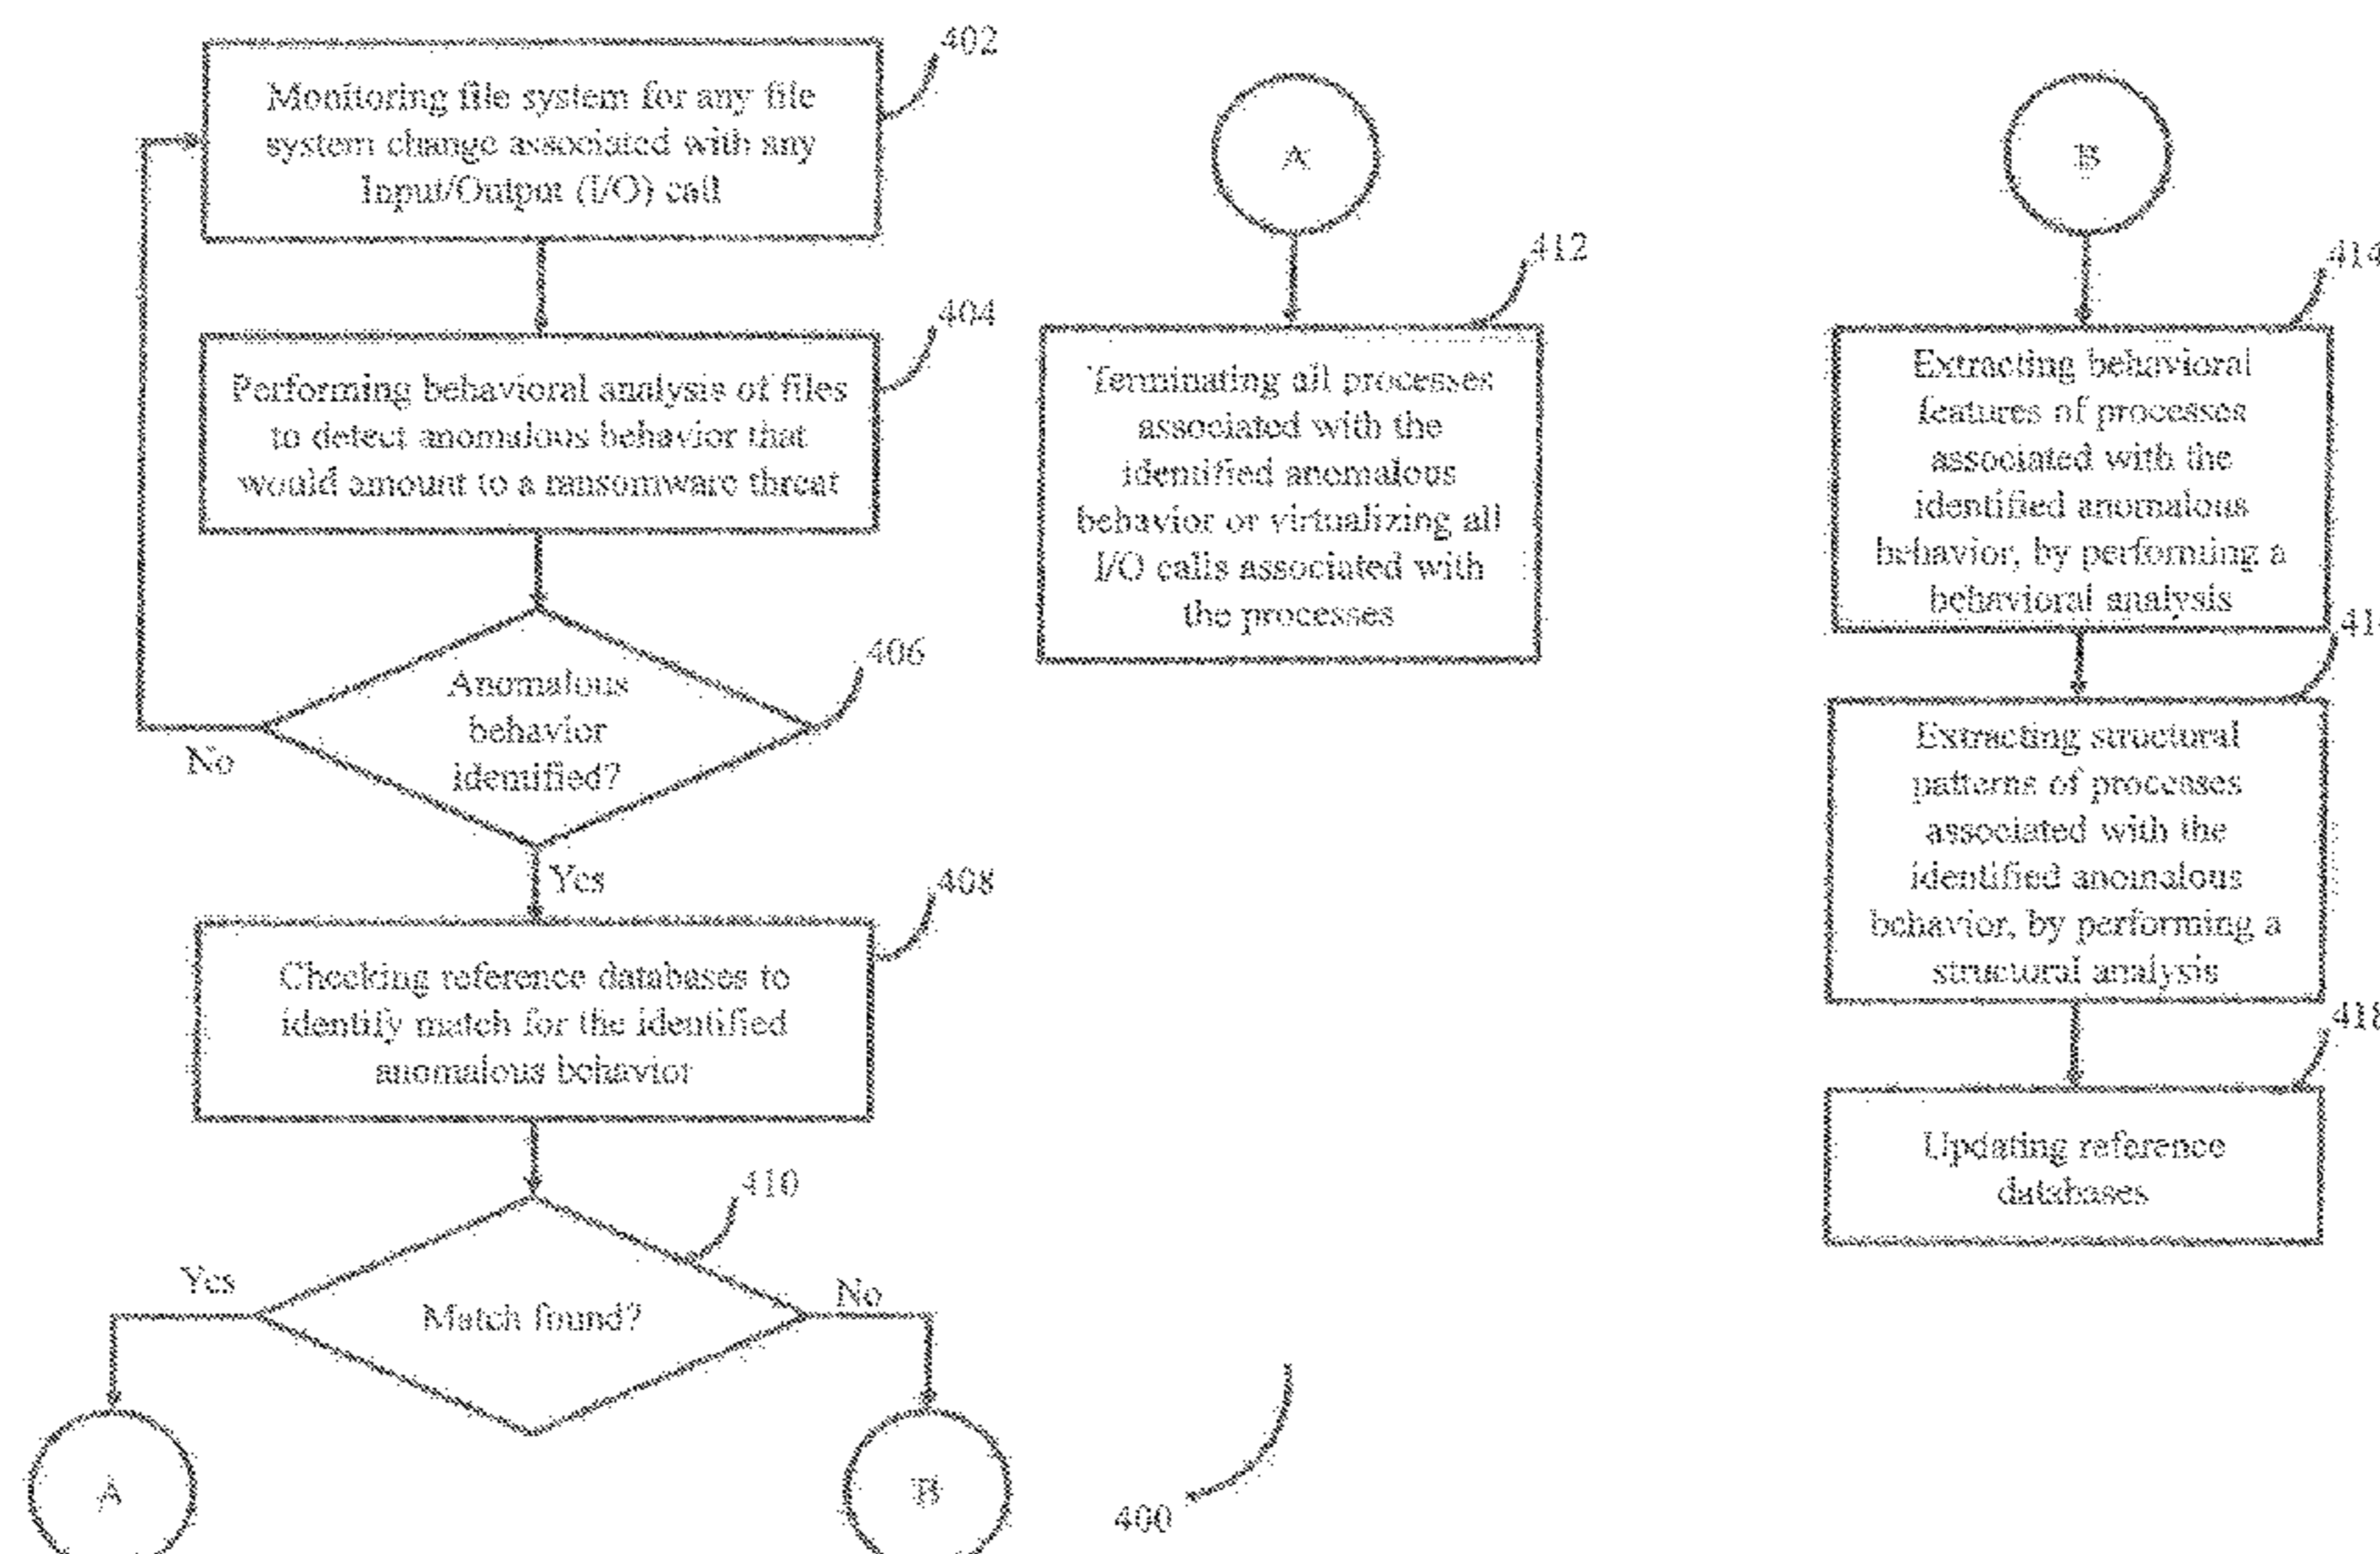 402
Monitoring file system for any file
system change associated with any
Input/Output (I/O) call
404
Performing behavioral analysis of files
to detect anomalous behavior that
would amount to a ransomware threat
406
Anomalous
behavior
identified?
No
Yes
408
Checking reference databases to
identify match for the identified
anomalous behavior
410
Match found?
Yes
No
A
B
A
412
Terminating all processes
associated with the
identified anomalous
behavior or virtualizing all
I/O calls associated with
the processes
400
B
414
Extracting behavioral
features of processes
associated with the
identified anomalous
behavior, by performing a
behavioral analysis
Extracting structural
patterns of processes
associated with the
identified anomalous
behavior, by performing a
structural analysis
418
Updating reference
databases